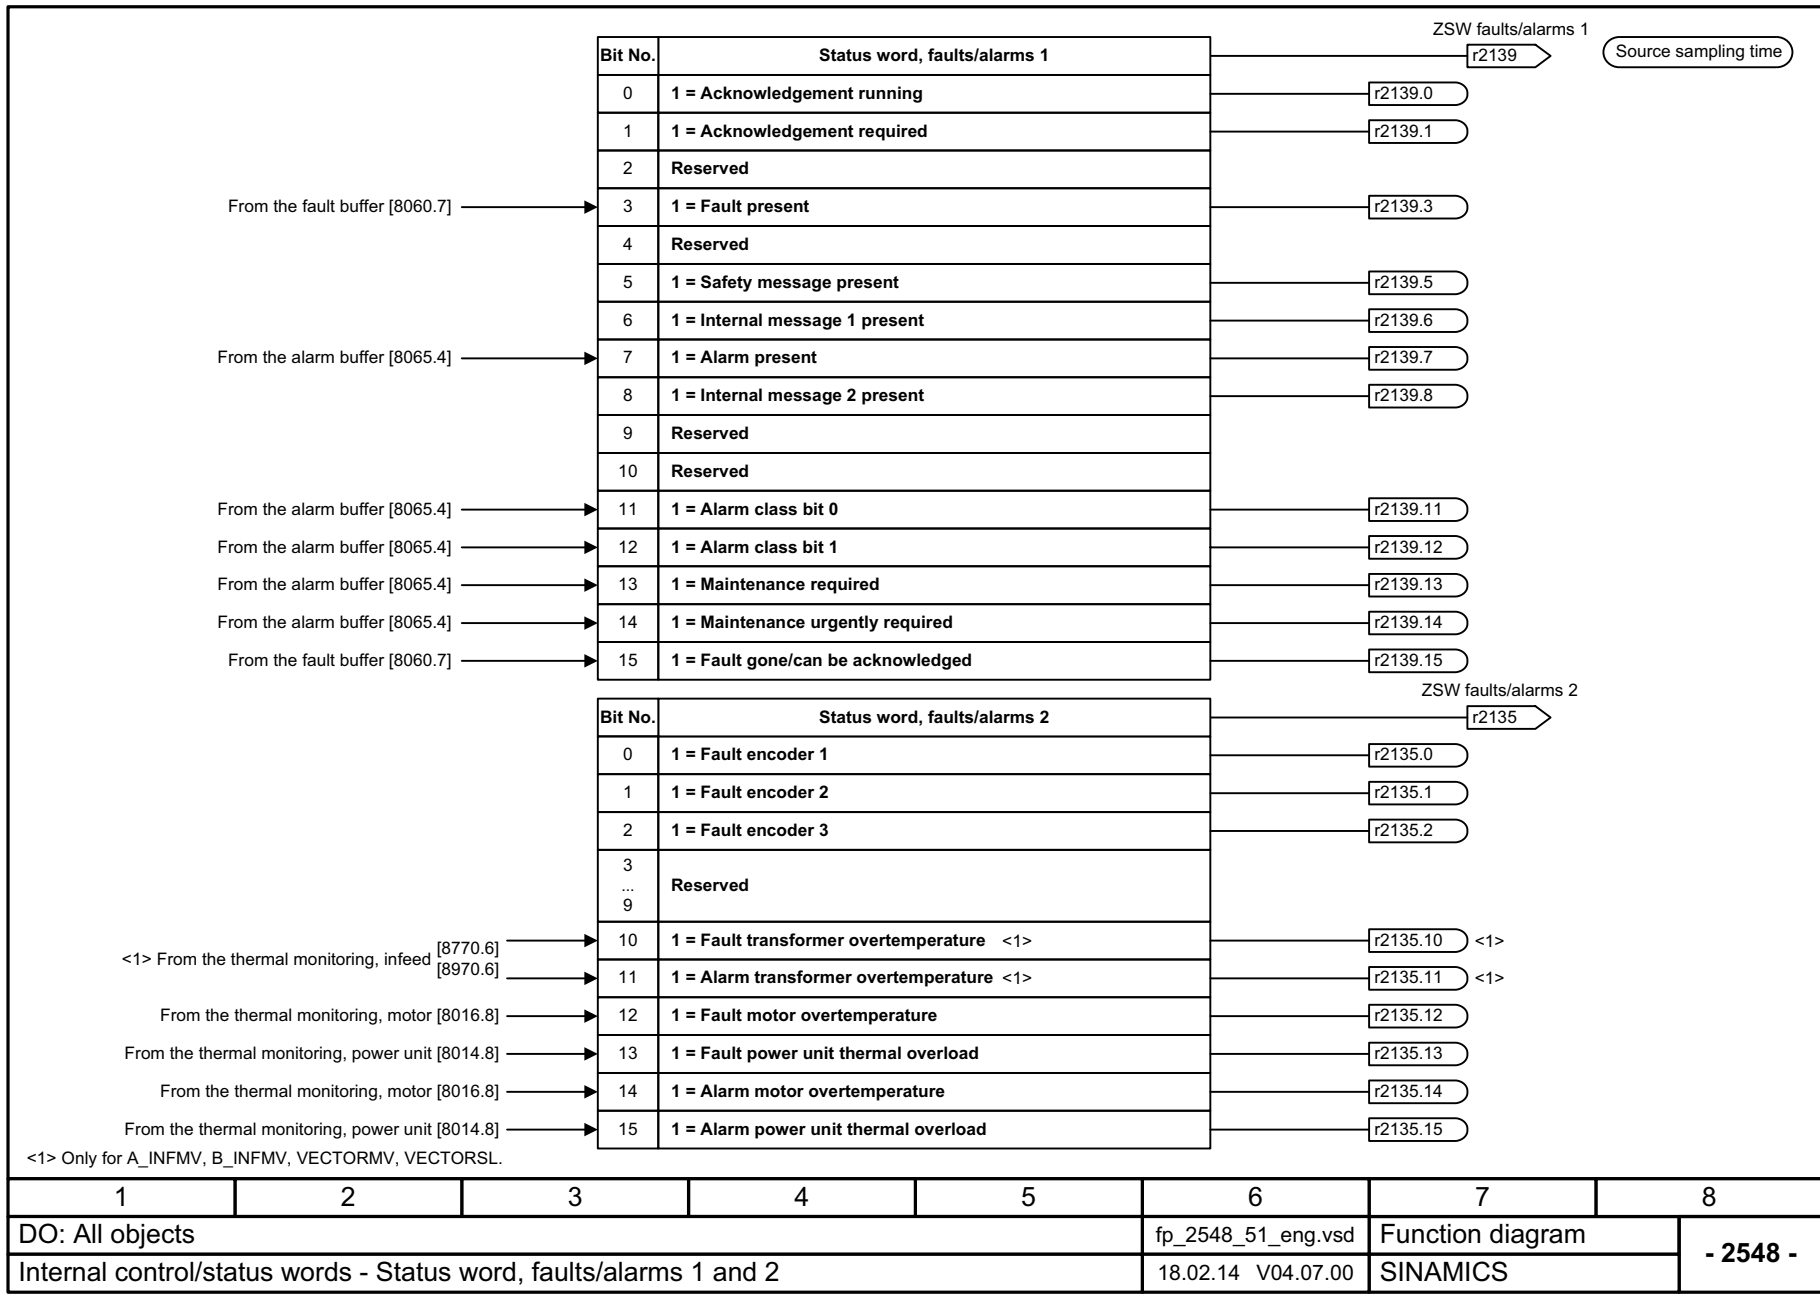 ZSW faults/alarms 1
Bit No. Status word, faults/alarms 1 r2139 Source sampling time
0 1 = Acknowledgement running r2139.0
1 1 = Acknowledgement required r2139.1
2 Reserved
From the fault buffer [8060.7] 3 1 = Fault present r2139.3
4 Reserved
5 1 = Safety message present r2139.5
6 1 = Internal message 1 present r2139.6
From the alarm buffer [8065.4] 7 1 = Alarm present r2139.7
8 1 = Internal message 2 present r2139.8
9 Reserved
10 Reserved
From the alarm buffer [8065.4] 11 1 = Alarm class bit 0 r2139.11
From the alarm buffer [8065.4] 12 1 = Alarm class bit 1 r2139.12
From the alarm buffer [8065.4] 13 1 = Maintenance required r2139.13
From the alarm buffer [8065.4] 14 1 = Maintenance urgently required r2139.14
From the fault buffer [8060.7] 15 1 = Fault gone/can be acknowledged r2139.15
ZSW faults/alarms 2
Bit No. Status word, faults/alarms 2 r2135
0 1 = Fault encoder 1 r2135.0
1 1 = Fault encoder 2 r2135.1
2 1 = Fault encoder 3 r2135.2
3
... Reserved
9
<1> From the thermal monitoring, infeed [8770.6] 10 1 = Fault transformer overtemperature <1> r2135.10 <1>
[8970.6] 11 1 = Alarm transformer overtemperature <1> r2135.11 <1>
From the thermal monitoring, motor [8016.8] 12 1 = Fault motor overtemperature r2135.12
From the thermal monitoring, power unit [8014.8] 13 1 = Fault power unit thermal overload r2135.13
From the thermal monitoring, motor [8016.8] 14 1 = Alarm motor overtemperature r2135.14
From the thermal monitoring, power unit [8014.8] 15 1 = Alarm power unit thermal overload r2135.15
<1> Only for A_INFMV, B_INFMV, VECTORMV, VECTORSL.
1 2 3 4 5 6 7 8
DO: All objects fp_2548_51_eng.vsd Function diagram - 2548 -
Internal control/status words - Status word, faults/alarms 1 and 2 18.02.14 V04.07.00 SINAMICS